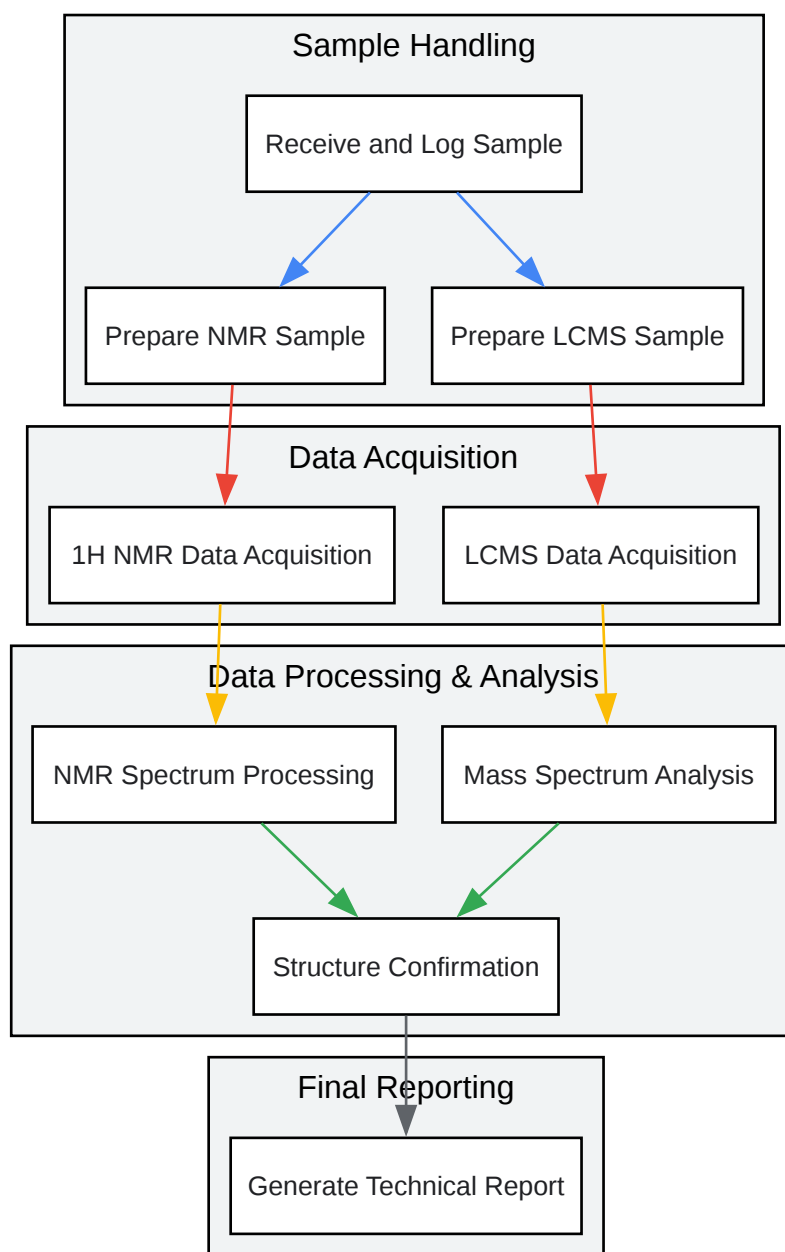 Sample Handling
Receive and Log Sample
Prepare NMR Sample
Prepare LCMS Sample
Data Acquisition
1H NMR Data Acquisition
LCMS Data Acquisition
Data Processing & Analysis
NMR Spectrum Processing
Mass Spectrum Analysis
Structure Confirmation
Final Reporting
Generate Technical Report